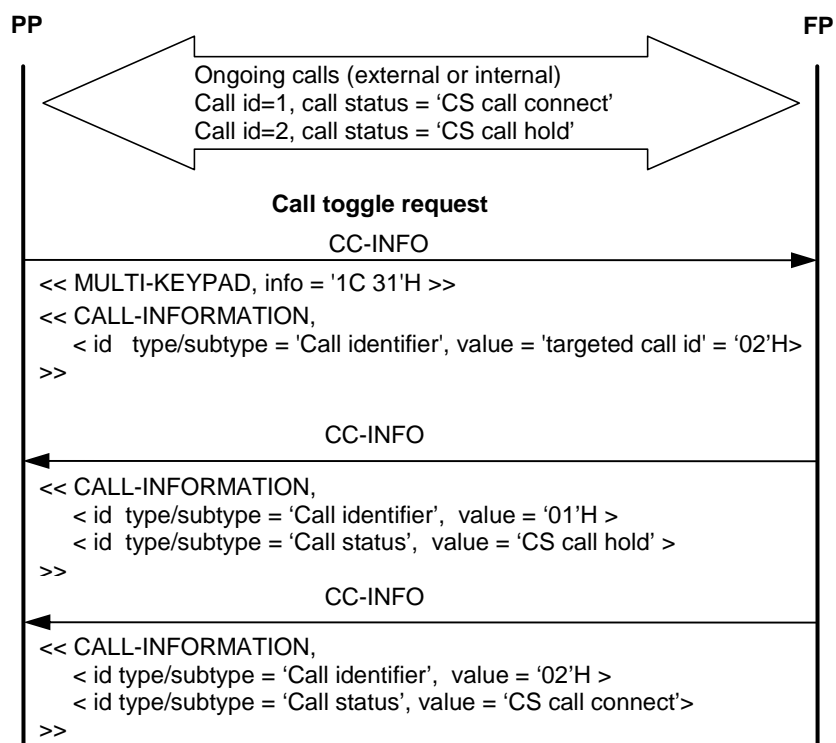 PP
FP
Ongoing calls (external or internal)
Call id=1, call status = ‘CS call connect’
Call id=2, call status = ‘CS call hold’
Call toggle request
CC-INFO
<< MULTI-KEYPAD, info = '1C 31'H >>
<< CALL-INFORMATION,
< id type/subtype = 'Call identifier', value = 'targeted call id' = ‘02’H>
>>
CC-INFO
<< CALL-INFORMATION,
< id type/subtype = ‘Call identifier’, value = ‘01’H >
< id type/subtype = ‘Call status’, value = ‘CS call hold’ >
>>
CC-INFO
<< CALL-INFORMATION,
< id type/subtype = ‘Call identifier’, value = ‘02’H >
< id type/subtype = ‘Call status’, value = ‘CS call connect’>
>>